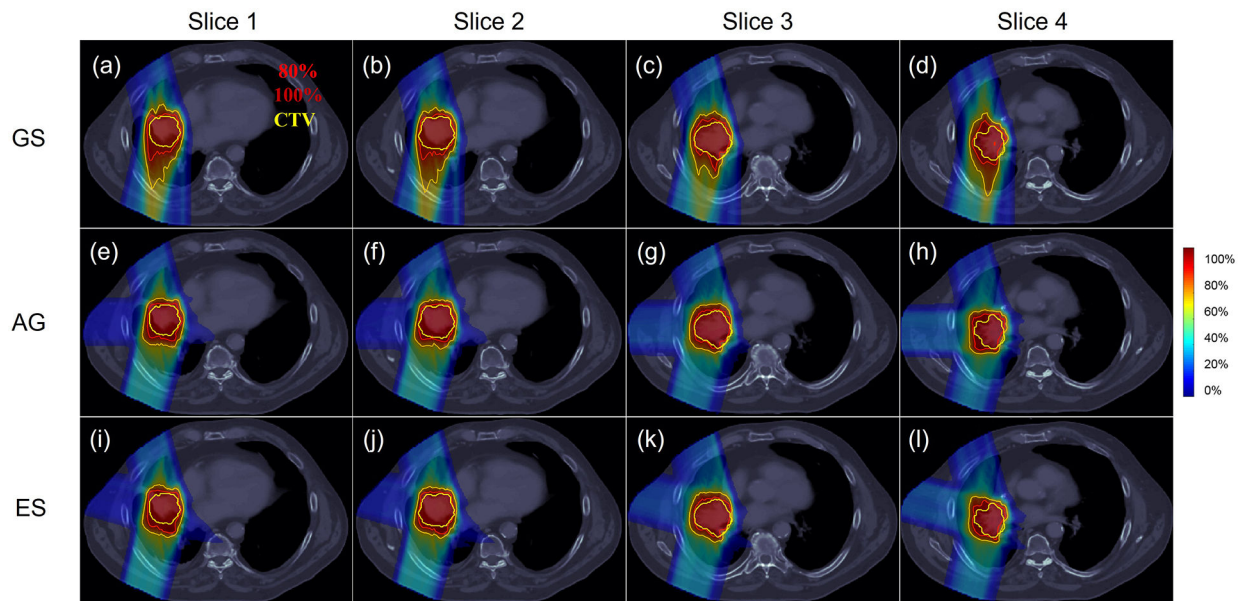 Slice 1 Slice 2 Slice 3 Slice 4
GS
(a) (b) (c) (d)
80%
100%
CTV
AG
(e) (f) (g) (h)
100%
80%
60%
40%
20%
0%
ES
(i) (j) (k) (l)